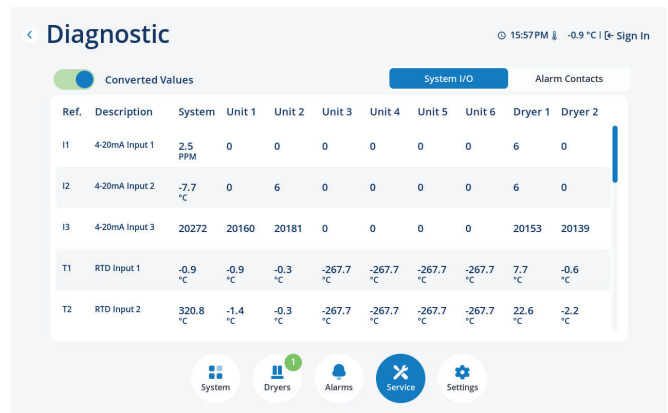 Diagnostic
15:57 PM -0.9 °C | Sign In
Converted Values
System I/O
Alarm Contacts
Ref. Description System Unit 1 Unit 2 Unit 3 Unit 4 Unit 5 Unit 6 Dryer 1 Dryer 2
I1 4-20mA Input 1 2.5 PPM 0 0 0 0 0 0 6 0
I2 4-20mA Input 2 -7.7 °C 0 6 0 0 0 0 6 0
I3 4-20mA Input 3 20272 20160 20181 0 0 0 0 20153 20139
T1 RTD Input 1 -0.9 °C -0.9 °C -0.3 °C -267.7 °C -267.7 °C -267.7 °C -267.7 °C 7.7 °C -0.6 °C
T2 RTD Input 2 320.8 °C -1.4 °C -0.3 °C -267.7 °C -267.7 °C -267.7 °C -267.7 °C 22.6 °C -2.2 °C
1
System Dryers Alarms Service Settings